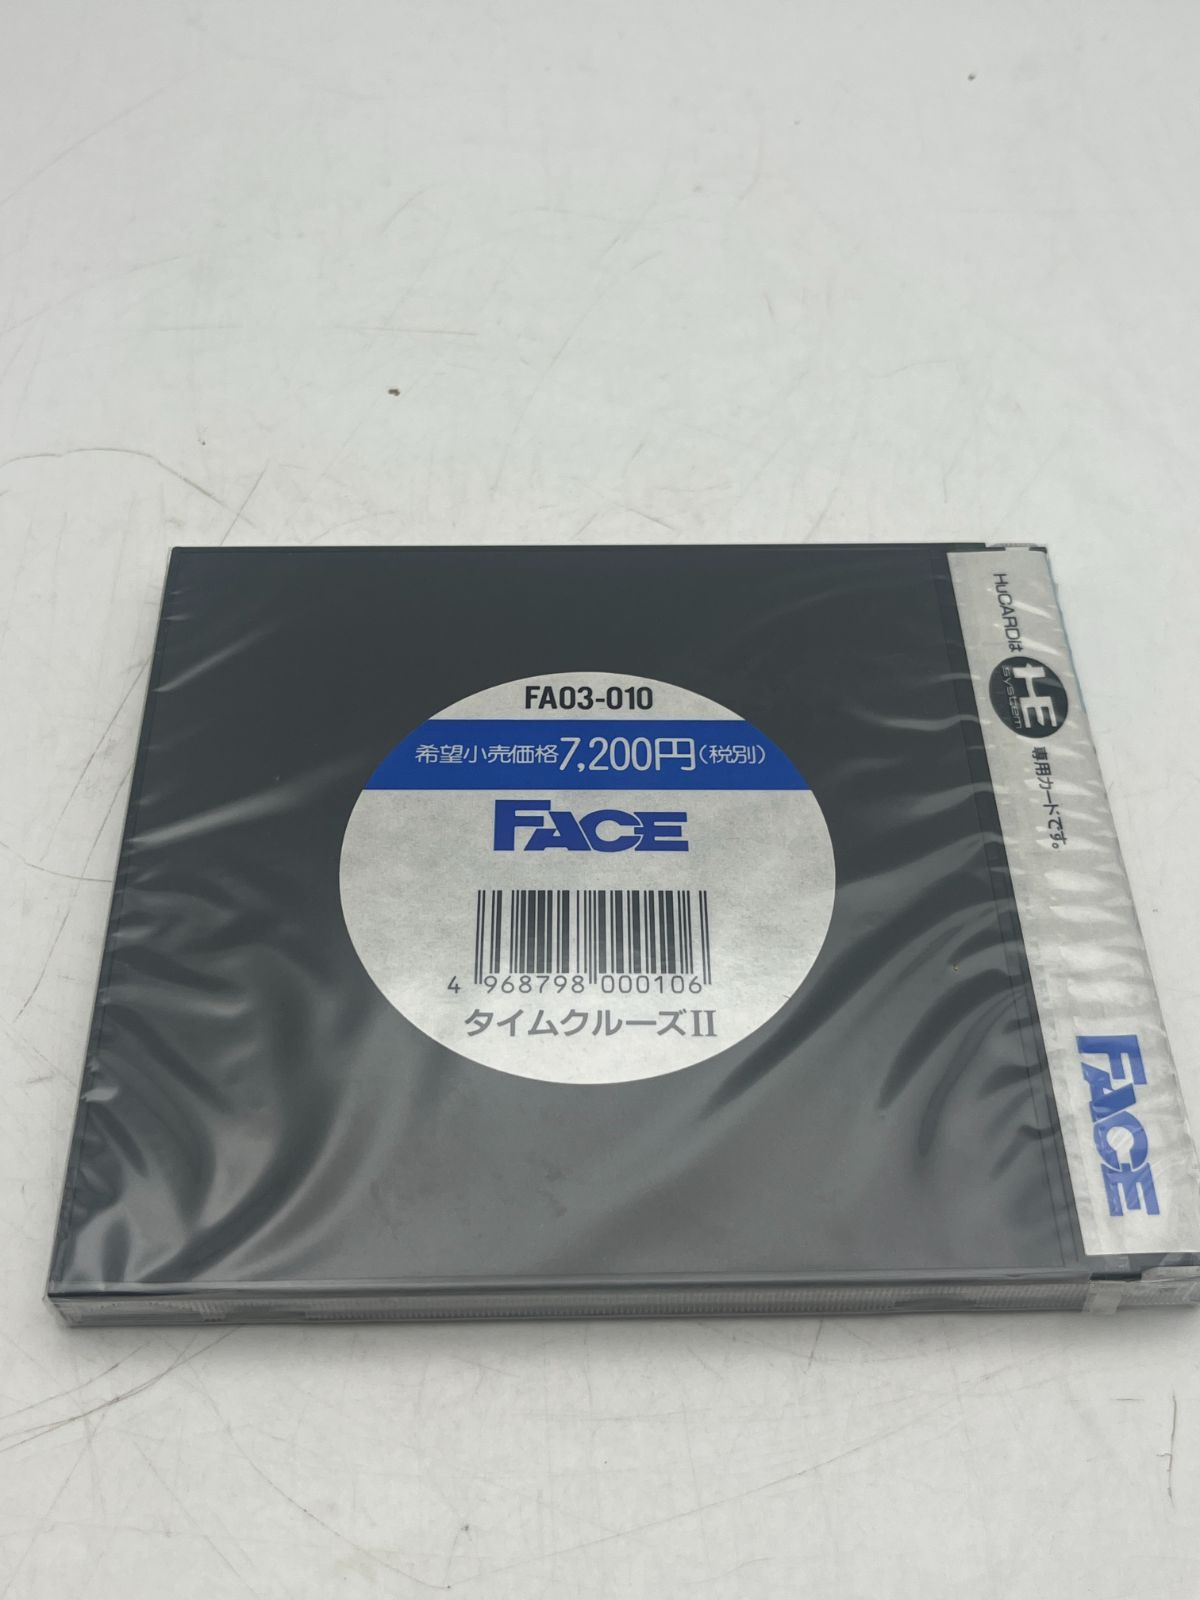 FA03-010
希望小売価格7,200円(税別)
FACE
4 968798 000106
タイムクルーズII
HuCARDは HE system 専用カードです。
FACE